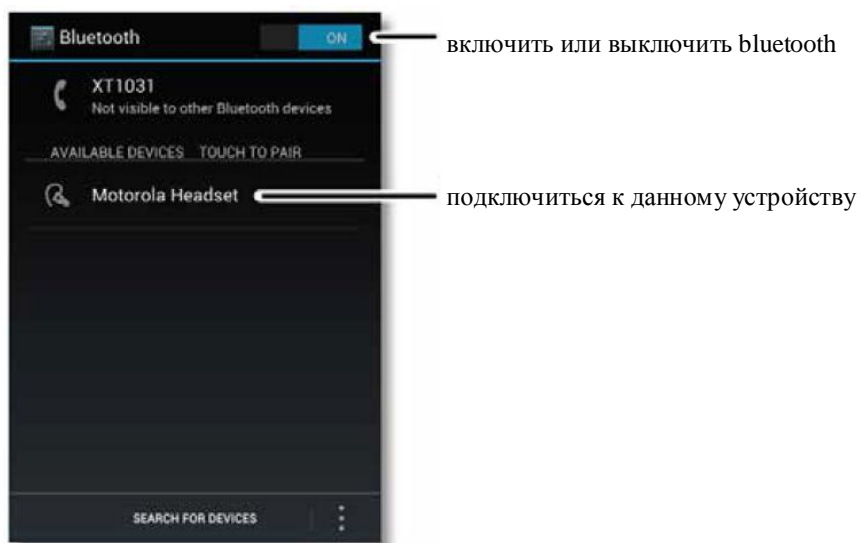 Bluetooth
ON
включить или выключить bluetooth
XT1031
Not visible to other Bluetooth devices
AVAILABLE DEVICES TOUCH TO PAIR
Motorola Headset
подключиться к данному устройству
SEARCH FOR DEVICES